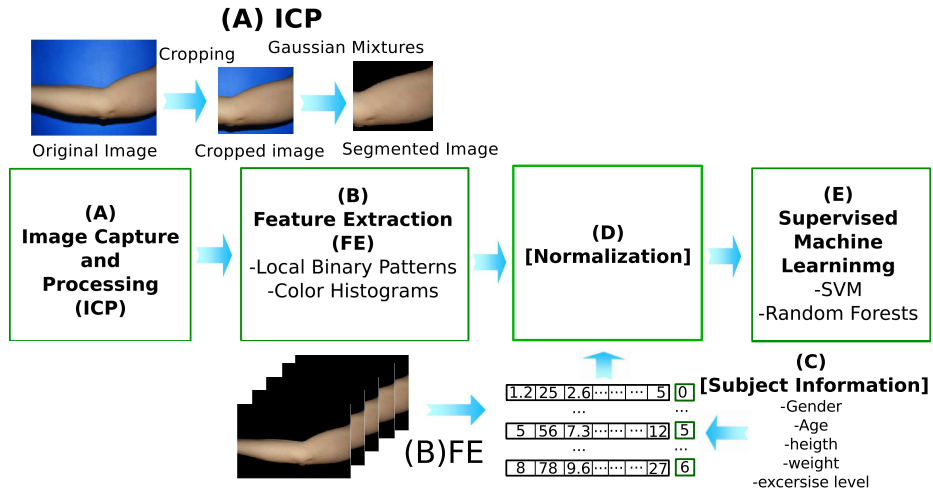 (A) ICP
Cropping
Gaussian Mixtures
Original Image
Cropped image
Segmented Image
(A)
Image Capture
and
Processing
(ICP)
(B)
Feature Extraction
(FE)
-Local Binary Patterns
-Color Histograms
(D)
[Normalization]
(E)
Supervised
Machine
Learninmg
-SVM
-Random Forests
(B)FE
1.2 25 2.6 ...... ... 5 0
... ...
5 56 7.3 ...... ... 12 5
... ...
8 78 9.6 ...... ... 27 6
(C)
[Subject Information]
-Gender
-Age
-heigth
-weight
-excersise level